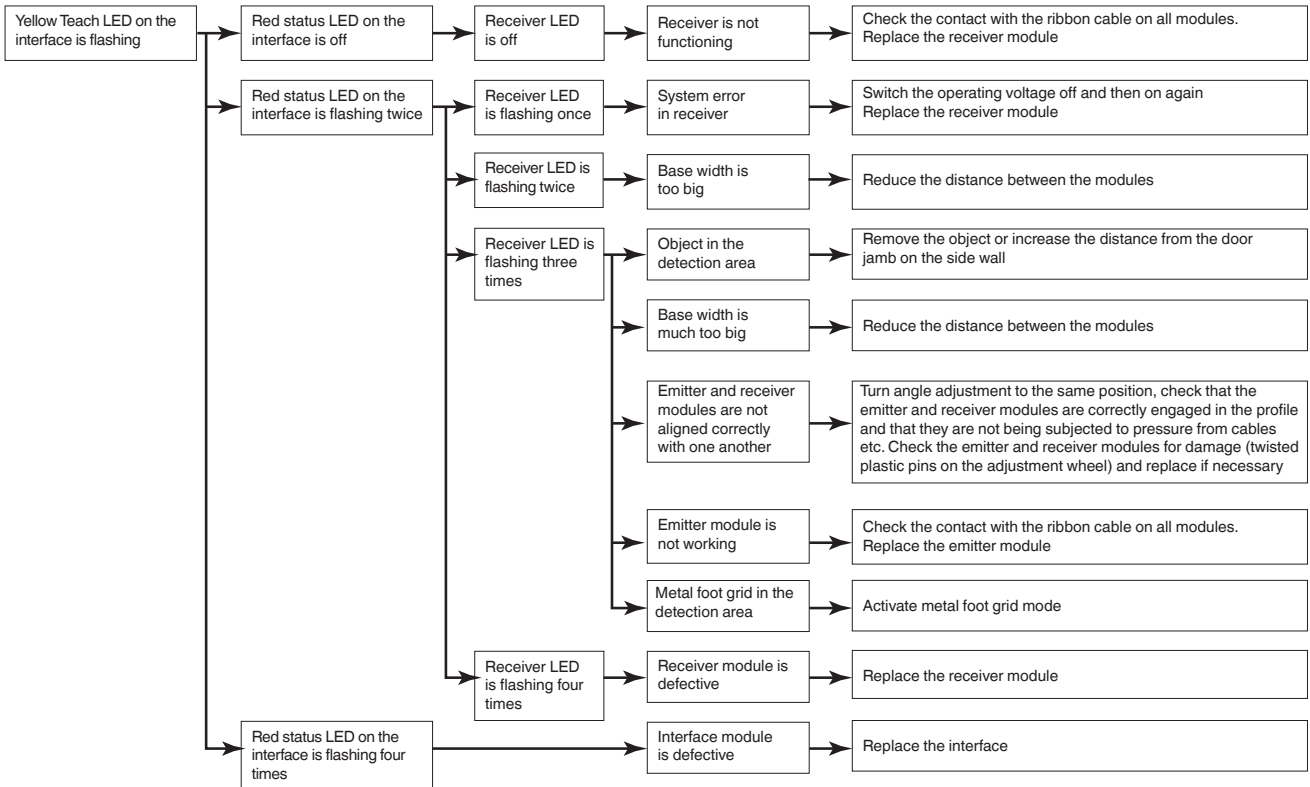 Yellow Teach LED on the
interface is flashing
Red status LED on the
interface is off
Receiver LED
is off
Receiver is not
functioning
Check the contact with the ribbon cable on all modules.
Replace the receiver module
Red status LED on the
interface is flashing twice
Receiver LED
is flashing once
System error
in receiver
Switch the operating voltage off and then on again
Replace the receiver module
Receiver LED is
flashing twice
Base width is
too big
Reduce the distance between the modules
Receiver LED is
flashing three
times
Object in the
detection area
Remove the object or increase the distance from the door
jamb on the side wall
Base width is
much too big
Reduce the distance between the modules
Emitter and receiver
modules are not
aligned correctly
with one another
Turn angle adjustment to the same position, check that the
emitter and receiver modules are correctly engaged in the profile
and that they are not being subjected to pressure from cables
etc. Check the emitter and receiver modules for damage (twisted
plastic pins on the adjustment wheel) and replace if necessary
Emitter module is
not working
Check the contact with the ribbon cable on all modules.
Replace the emitter module
Metal foot grid in the
detection area
Activate metal foot grid mode
Receiver LED
is flashing four
times
Receiver module is
defective
Replace the receiver module
Red status LED on the
interface is flashing four
times
Interface module
is defective
Replace the interface